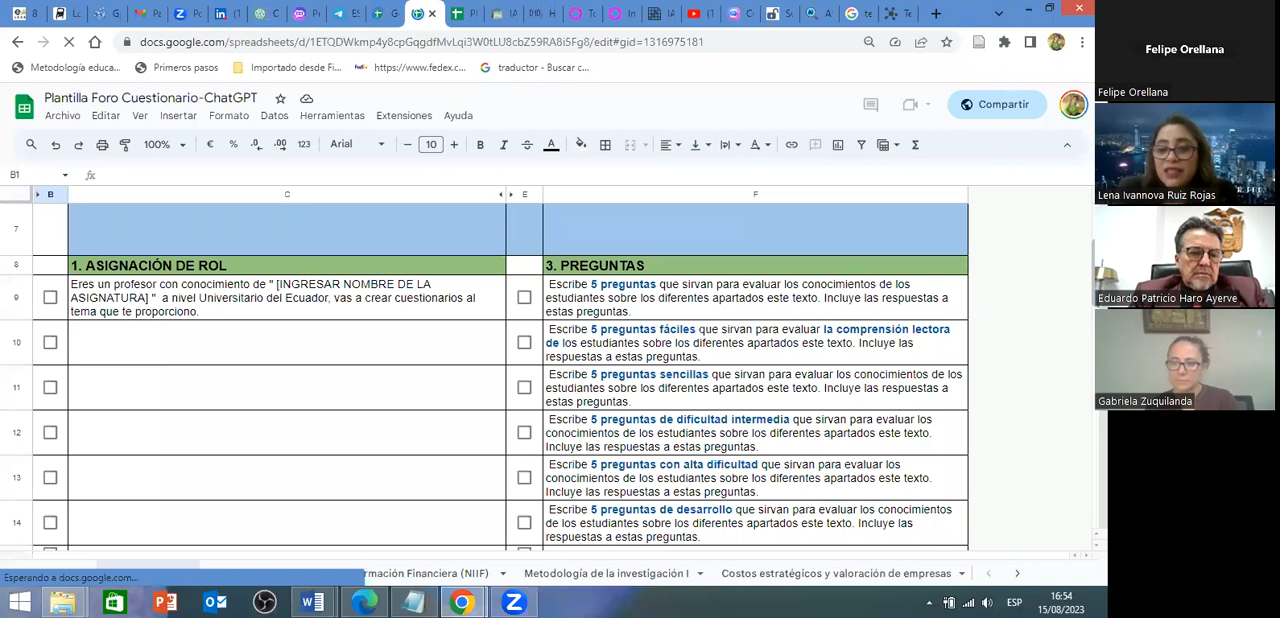 docs.google.com/spreadsheets/d/1ETQDWkmp4y8cpGqgdfMvLqi3W0tLU8cbZ59RA8i5Fg8/edit#gid=1316975181
Metodología educa...
Primeros pasos
Importado desde Fi...
https://www.fedex.c...
traductor - Buscar c...
Plantilla Foro Cuestionario-ChatGPT
Archivo Editar Ver Insertar Formato Datos Herramientas Extensiones Ayuda
Compartir
100% € % .0 .00 123 Arial 10 B I A
B1 fx
B C E F
7
8 1. ASIGNACIÓN DE ROL
9 Eres un profesor con conocimiento de " [INGRESAR NOMBRE DE LA
ASIGNATURA] " a nivel Universitario del Ecuador, vas a crear cuestionarios al
tema que te proporciono.
10
11
12
13
14
3. PREGUNTAS
Escribe 5 preguntas que sirvan para evaluar los conocimientos de los
estudiantes sobre los diferentes apartados este texto. Incluye las respuestas a
estas preguntas.
Escribe 5 preguntas fáciles que sirvan para evaluar la comprensión lectora
de los estudiantes sobre los diferentes apartados este texto. Incluye las
respuestas a estas preguntas.
Escribe 5 preguntas sencillas que sirvan para evaluar los conocimientos de los
estudiantes sobre los diferentes apartados este texto. Incluye las respuestas a
estas preguntas.
Escribe 5 preguntas de dificultad intermedia que sirvan para evaluar los
conocimientos de los estudiantes sobre los diferentes apartados este texto.
Incluye las respuestas a estas preguntas.
Escribe 5 preguntas con alta dificultad que sirvan para evaluar los
conocimientos de los estudiantes sobre los diferentes apartados este texto.
Incluye las respuestas a estas preguntas.
Escribe 5 preguntas de desarrollo que sirvan para evaluar los conocimientos
de los estudiantes sobre los diferentes apartados este texto. Incluye las
respuestas a estas preguntas.
Esperando a docs.google.com...
rmación Financiera (NIIF)
Metodología de la investigación I
Costos estratégicos y valoración de empresas
ESP
16:54
15/08/2023
Felipe Orellana
Felipe Orellana
Lena Ivannova Ruiz Rojas
Eduardo Patricio Haro Ayerve
Gabriela Zuquilanda